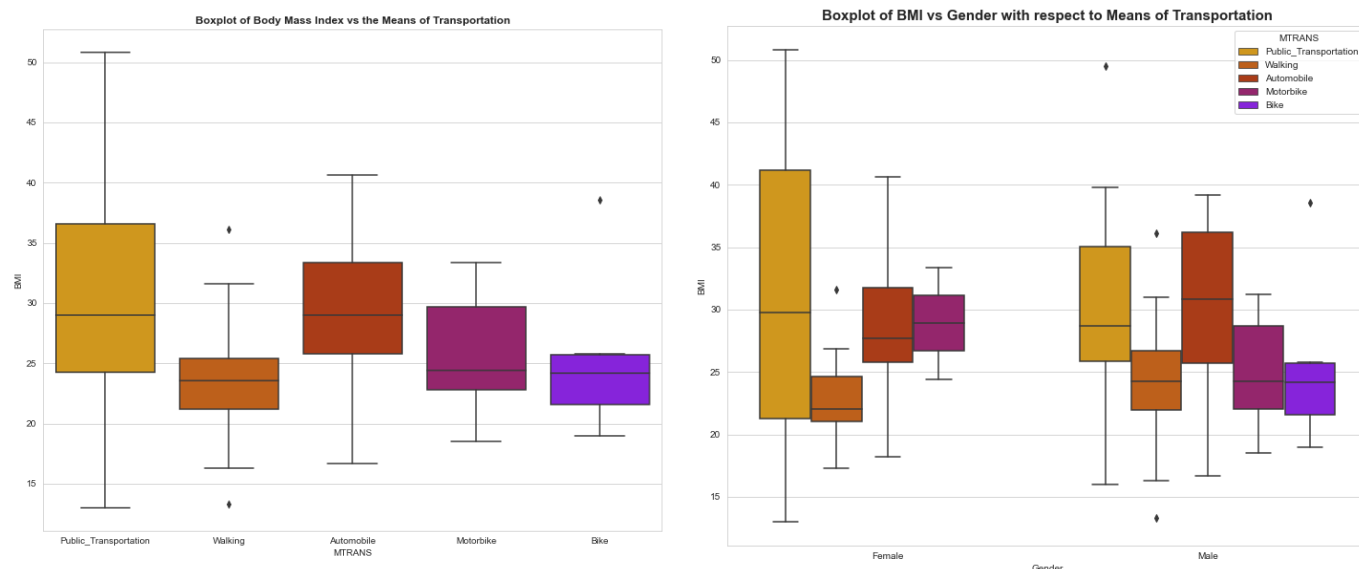 Boxplot of Body Mass Index vs the Means of Transportation
50
45
40
35
30
25
20
15
BMI
Public_Transportation
Walking
Automobile
Motorbike
Bike
MTRANS
Boxplot of BMI vs Gender with respect to Means of Transportation
50
45
40
35
30
25
20
15
BMI
MTRANS
Public_Transportation
Walking
Automobile
Motorbike
Bike
Female
Male
Gender